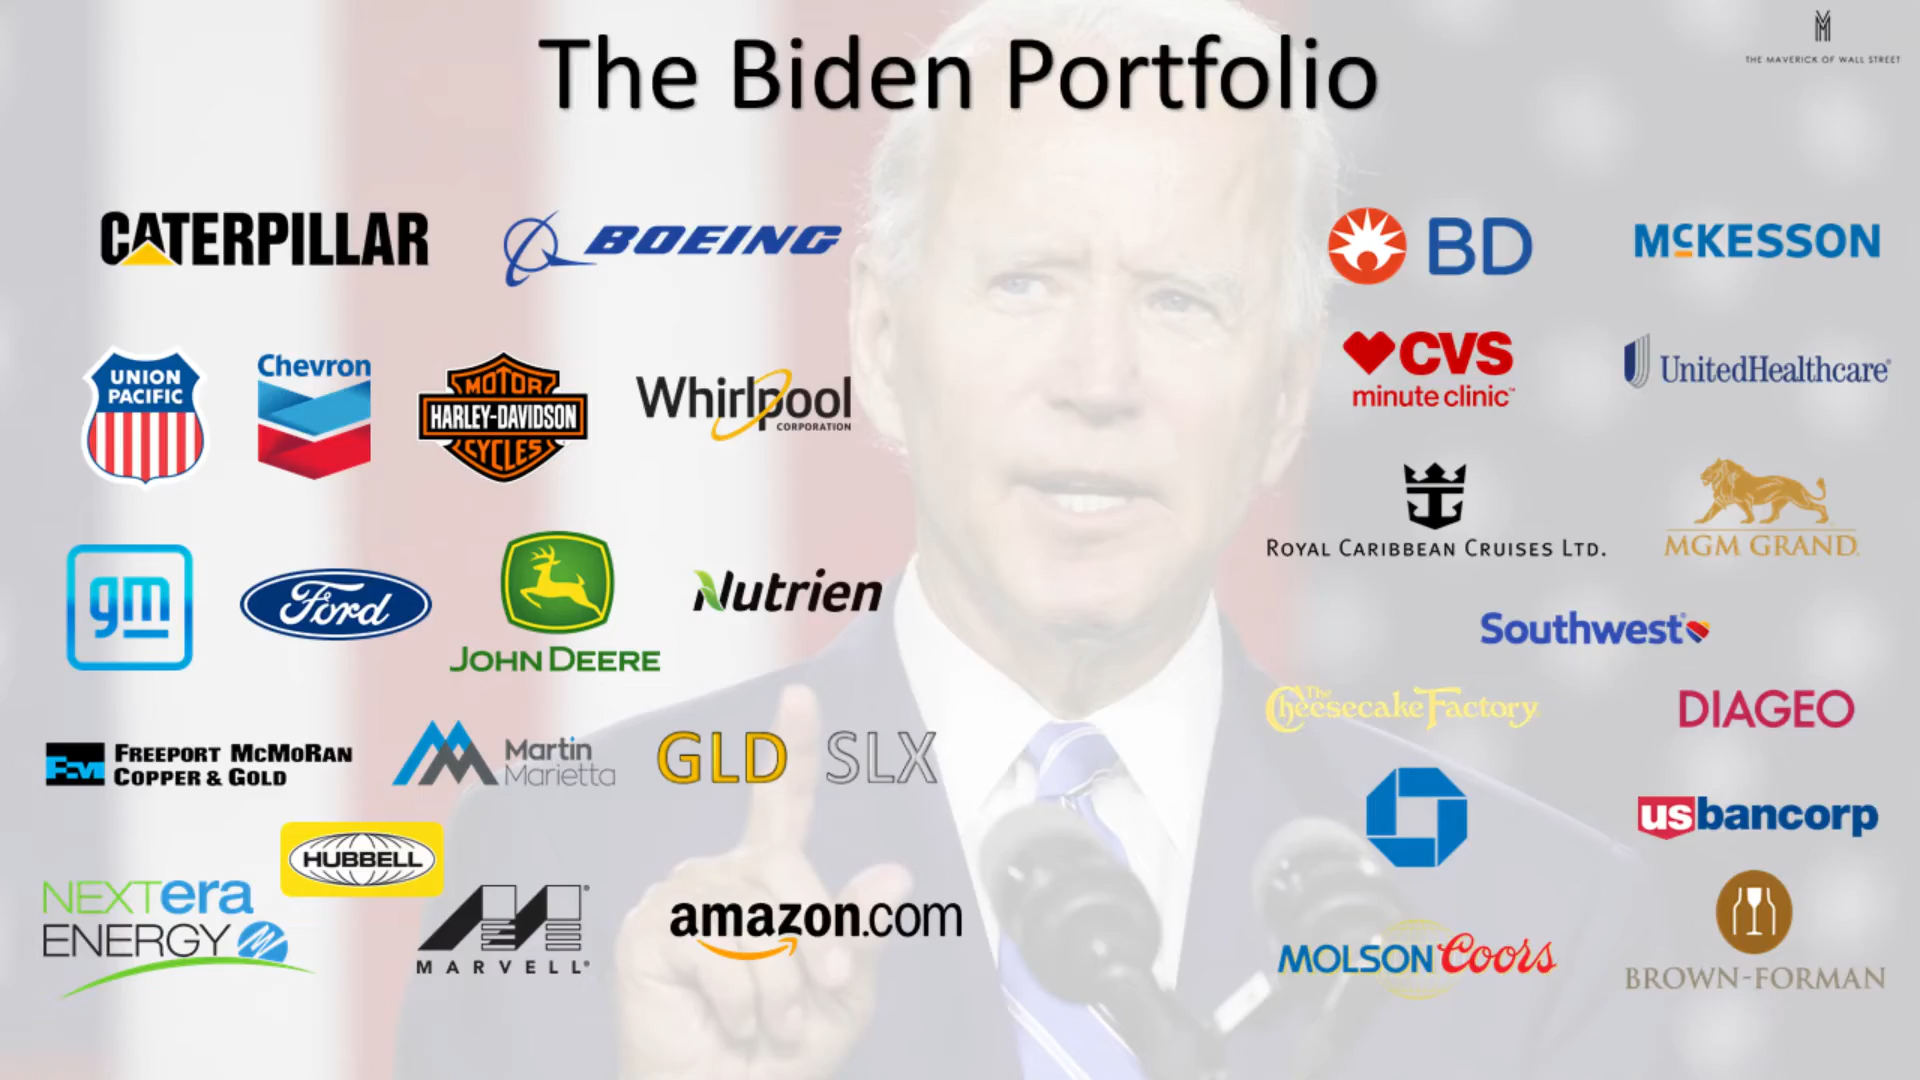 The Biden Portfolio
THE MAVERICK OF WALL STREET
CATERPILLAR
BOEING
BD
MCKESSON
UNION
PACIFIC
Chevron
MOTOR
HARLEY-DAVIDSON
CYCLES
Whirlpool
CORPORATION
CVS
minute clinic™
UnitedHealthcare®
ROYAL CARIBBEAN CRUISES LTD.
MGM GRAND
gm
Ford
JOHN DEERE
Nutrien
Southwest®
The
Cheesecake Factory
DIAGEO
FM
FREEPORT MCMORAN
COPPER & GOLD
Martin
Marietta
GLD
SLX
usbancorp
HUBBELL
NEXTera
ENERGY
MARVELL®
amazon.com
MOLSON Coors
BROWN-FORMAN